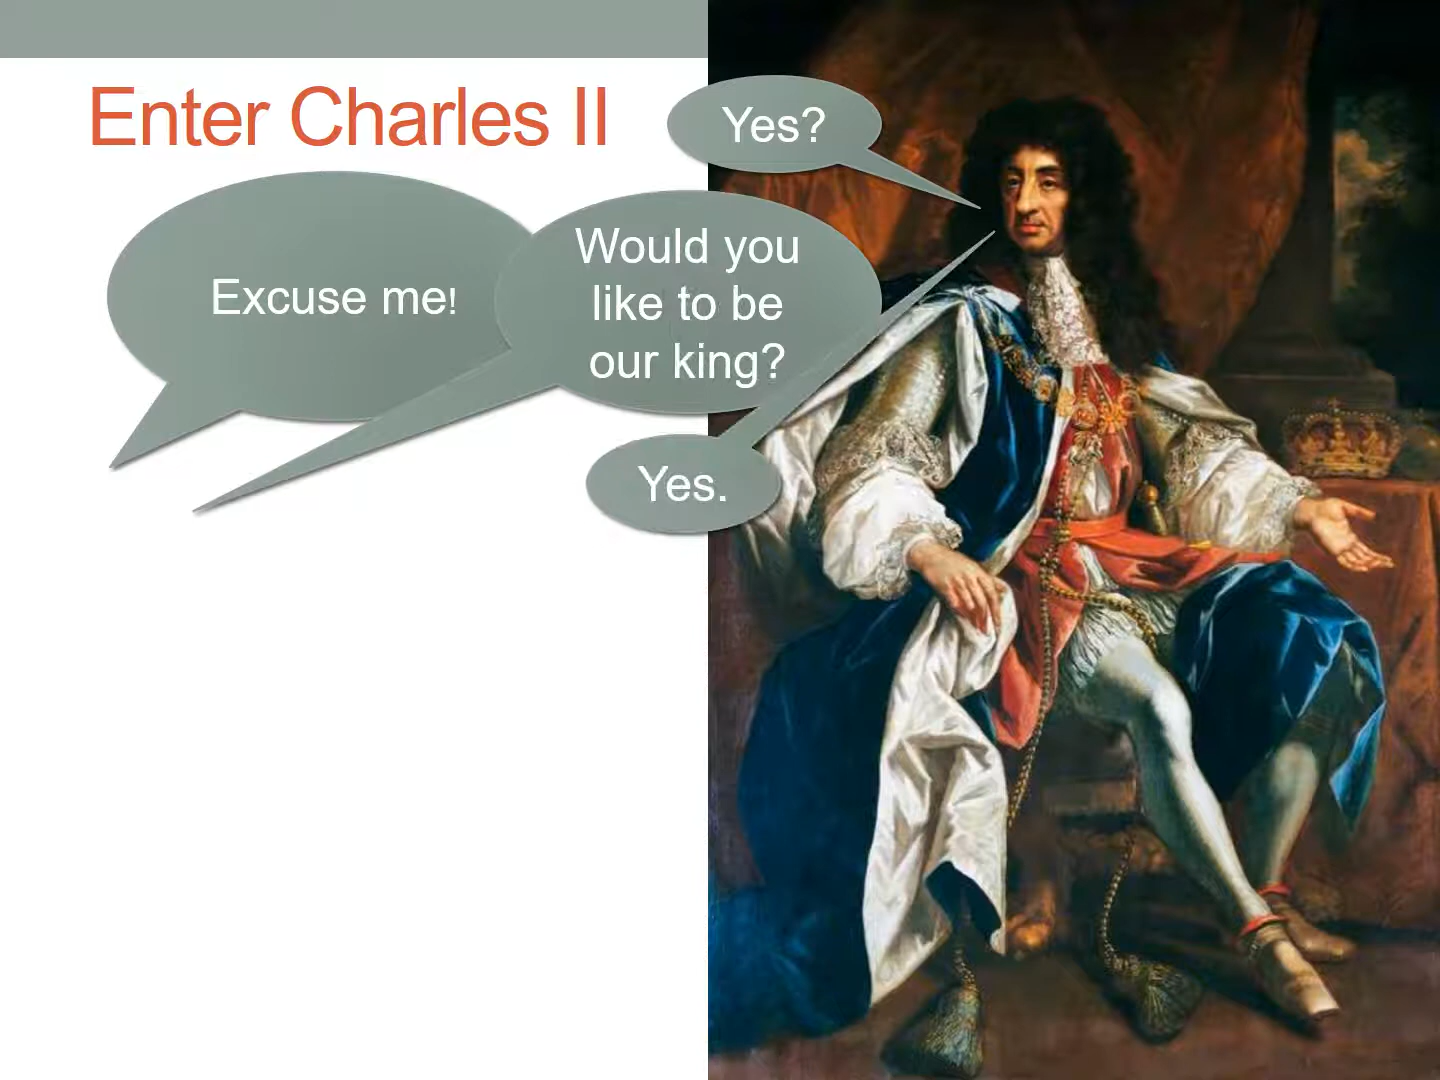 Enter Charles II
Excuse me!
Yes?
Would you
like to be
our king?
Yes.